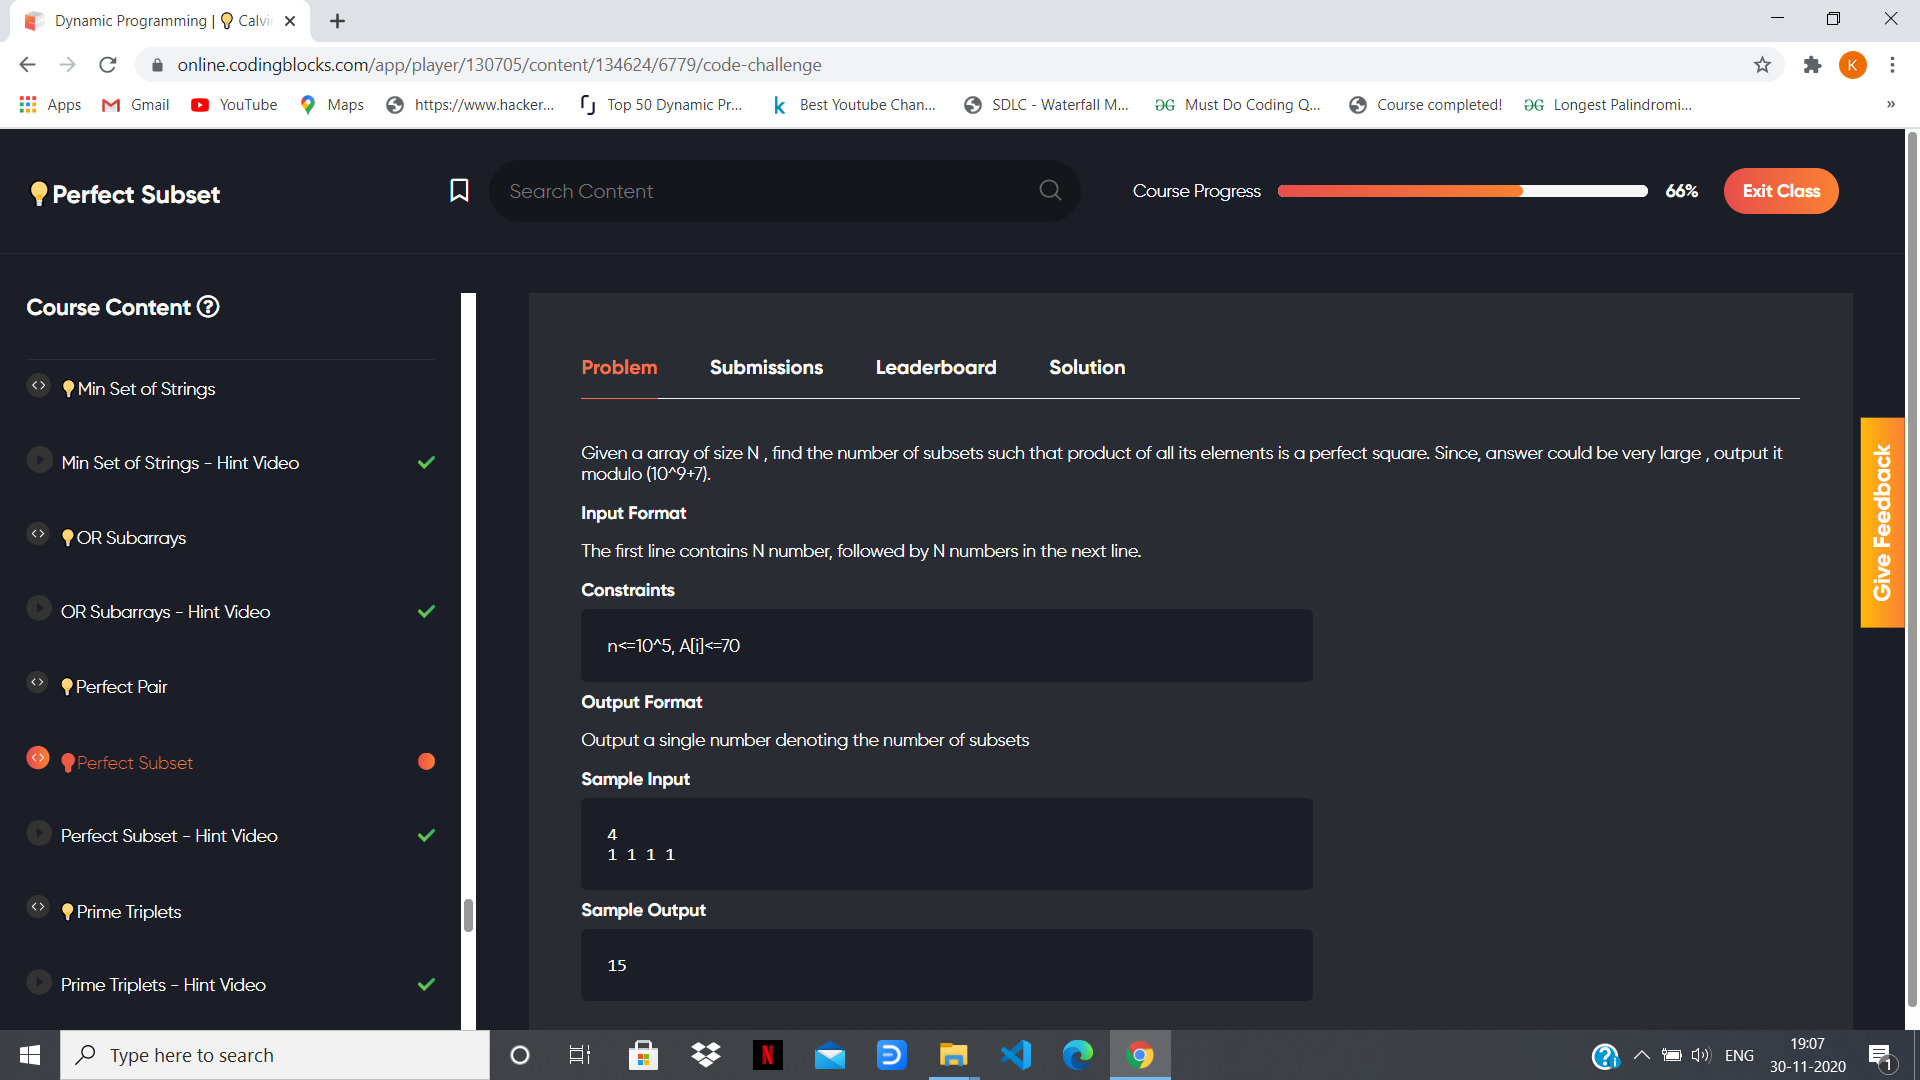 Dynamic Programming | Calvi
online.codingblocks.com/app/player/130705/content/134624/6779/code-challenge
K
Apps Gmail YouTube Maps https://www.hacker... Top 50 Dynamic Pr... Best Youtube Chan... SDLC - Waterfall M... Must Do Coding Q... Course completed! Longest Palindromi... »
Perfect Subset
Search Content
Course Progress 66% Exit Class
Course Content
Min Set of Strings
Min Set of Strings - Hint Video
OR Subarrays
OR Subarrays - Hint Video
Perfect Pair
Perfect Subset
Perfect Subset - Hint Video
Prime Triplets
Prime Triplets - Hint Video
Problem Submissions Leaderboard Solution
Given a array of size N , find the number of subsets such that product of all its elements is a perfect square. Since, answer could be very large , output it
modulo (10^9+7).
Input Format
The first line contains N number, followed by N numbers in the next line.
Constraints
n<=10^5, A[i]<=70
Output Format
Output a single number denoting the number of subsets
Sample Input
4
1 1 1 1
Sample Output
15
Give Feedback
Type here to search
N
ENG
19:07
30-11-2020
1